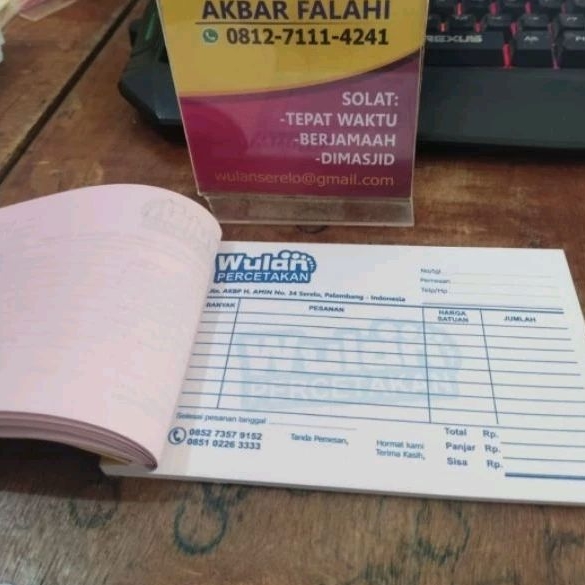 AKBAR FALAHI
0812-7111-4241
SOLAT:
-TEPAT WAKTU
-BERJAMAAH
-DIMASJID
wulanserelo@gmail.com
REXUS
Wulan
PERCETAKAN
Jln. AKBP H. AMIN No. 34 Serelo, Palembang - Indonesia
No/tgl
Pemesan
Telp/Hp
BANYAK PESANAN HARGA SATUAN JUMLAH
Wulan
PERCETAKAN
Selesai pesanan tanggal
0852 7357 9152
0851 0226 3333
Tanda Pemesan,
Hormat kami
Terima Kasih,
Total Rp.
Panjar Rp.
Sisa Rp.